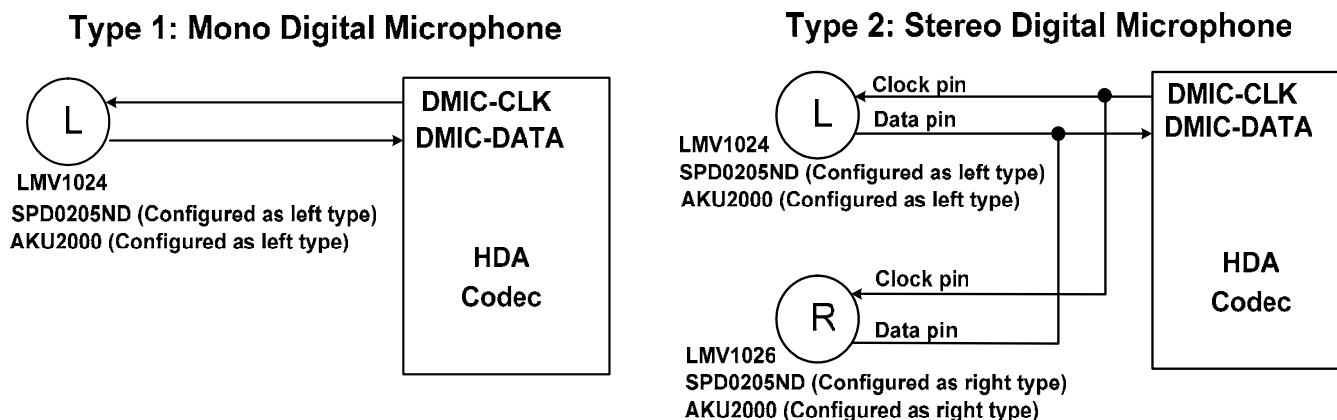 Type 1: Mono Digital Microphone
L
DMIC-CLK
DMIC-DATA
LMV1024
SPD0205ND (Configured as left type)
AKU2000 (Configured as left type)
HDA
Codec
Type 2: Stereo Digital Microphone
L
Clock pin
Data pin
DMIC-CLK
DMIC-DATA
LMV1024
SPD0205ND (Configured as left type)
AKU2000 (Configured as left type)
HDA
Codec
R
Clock pin
Data pin
LMV1026
SPD0205ND (Configured as right type)
AKU2000 (Configured as right type)